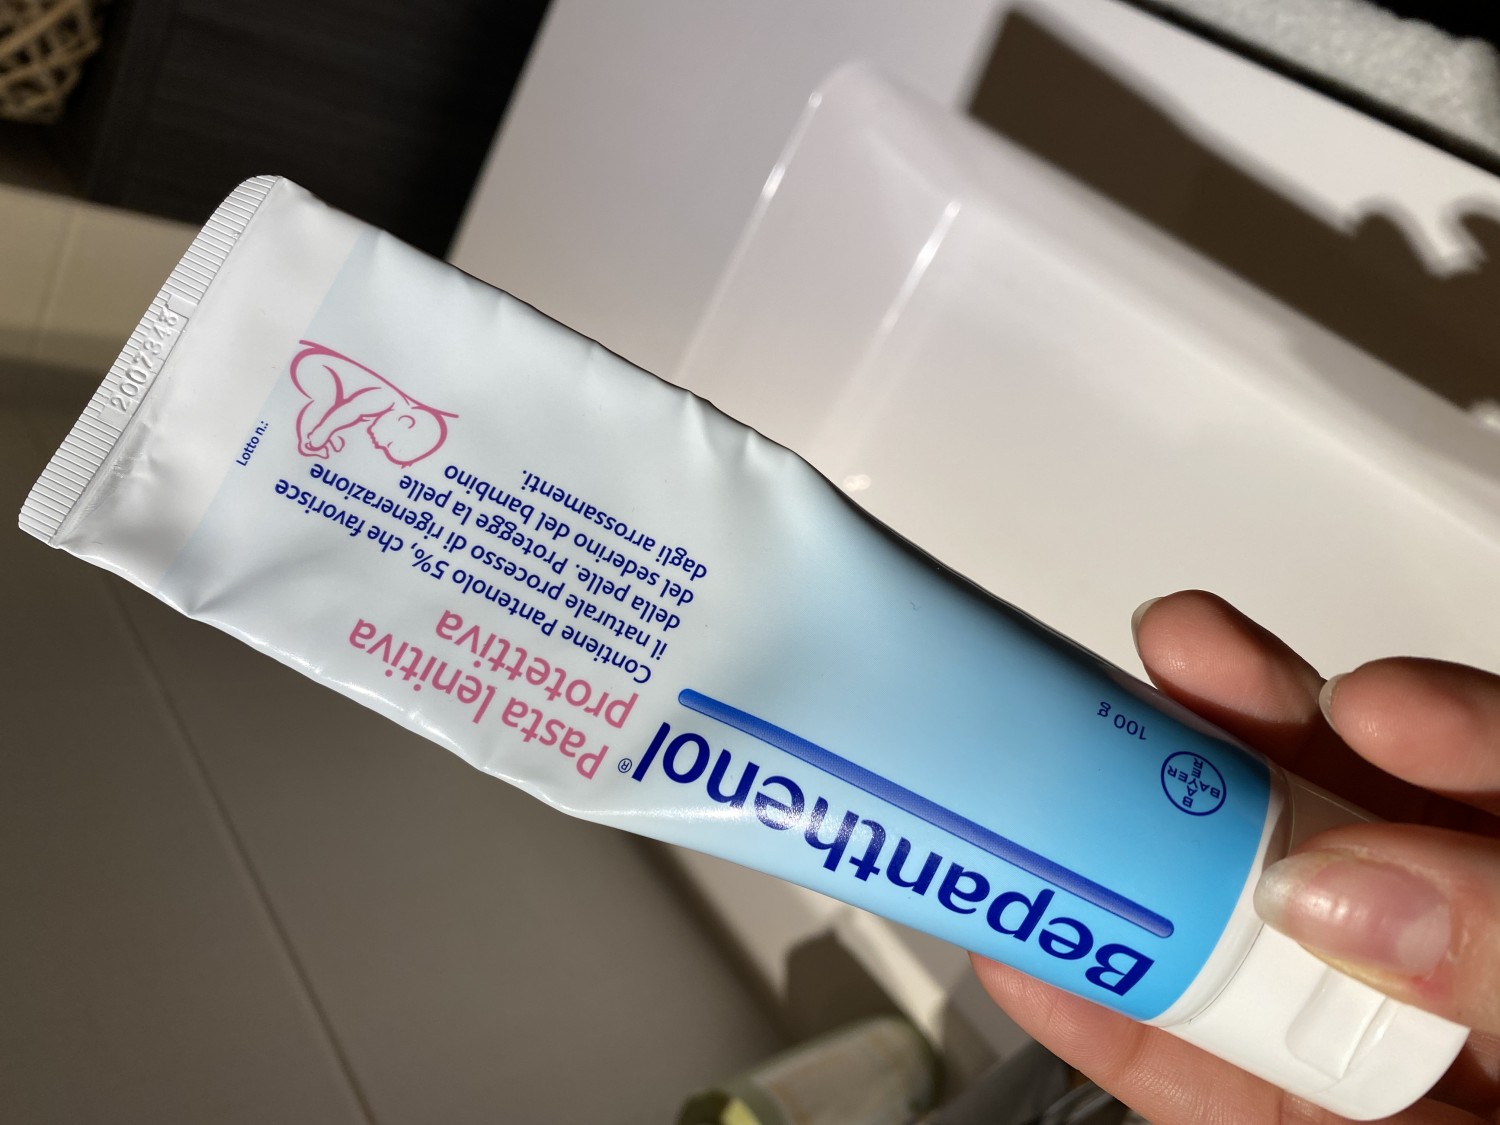 Bepanthenol®
Pasta lenitiva
protettiva
Contiene Pantenolo 5%, che favorisce
il naturale processo di rigenerazione
della pelle. Protegge la pelle
del sederino del bambino
dagli arrossamenti.
100 g
BAYER
BAYER
Lotto n.:
2007343